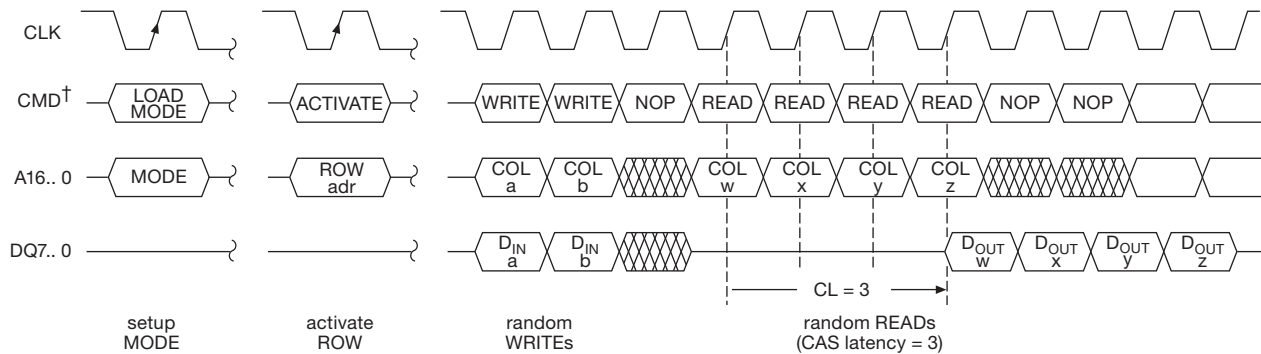 CLK
CMD† LOAD MODE ACTIVATE WRITE WRITE NOP READ READ READ READ NOP NOP
A16.. 0 MODE ROW adr COL a COL b COL w COL x COL y COL z
DQ7.. 0 DIN a DIN b DOUT w DOUT x DOUT y DOUT z
CL = 3
setup MODE activate ROW random WRITEs random READs
(CAS latency = 3)